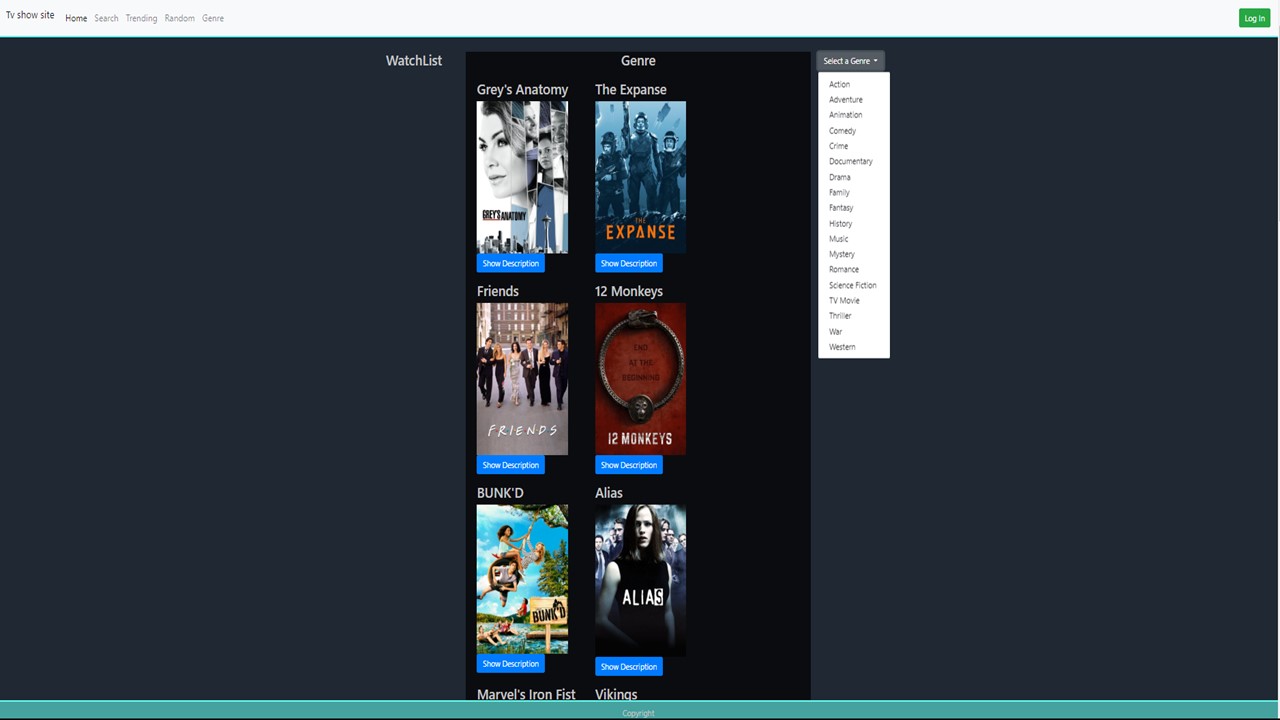 Tv show site Home Search Trending Random Genre Log In
WatchList
Genre
Select a Genre
Action
Adventure
Animation
Comedy
Crime
Documentary
Drama
Family
Fantasy
History
Music
Mystery
Romance
Science Fiction
TV Movie
Thriller
War
Western
Grey's Anatomy
GREY'S ANATOMY
Show Description
The Expanse
THE
EXPANSE
Show Description
Friends
FRIENDS
Show Description
12 Monkeys
END
AT THE
BEGINNING
12 MONKEYS
Show Description
BUNK'D
BUNK'D
Show Description
Alias
ALIAS
Show Description
Marvel's Iron Fist
Vikings
Copyright